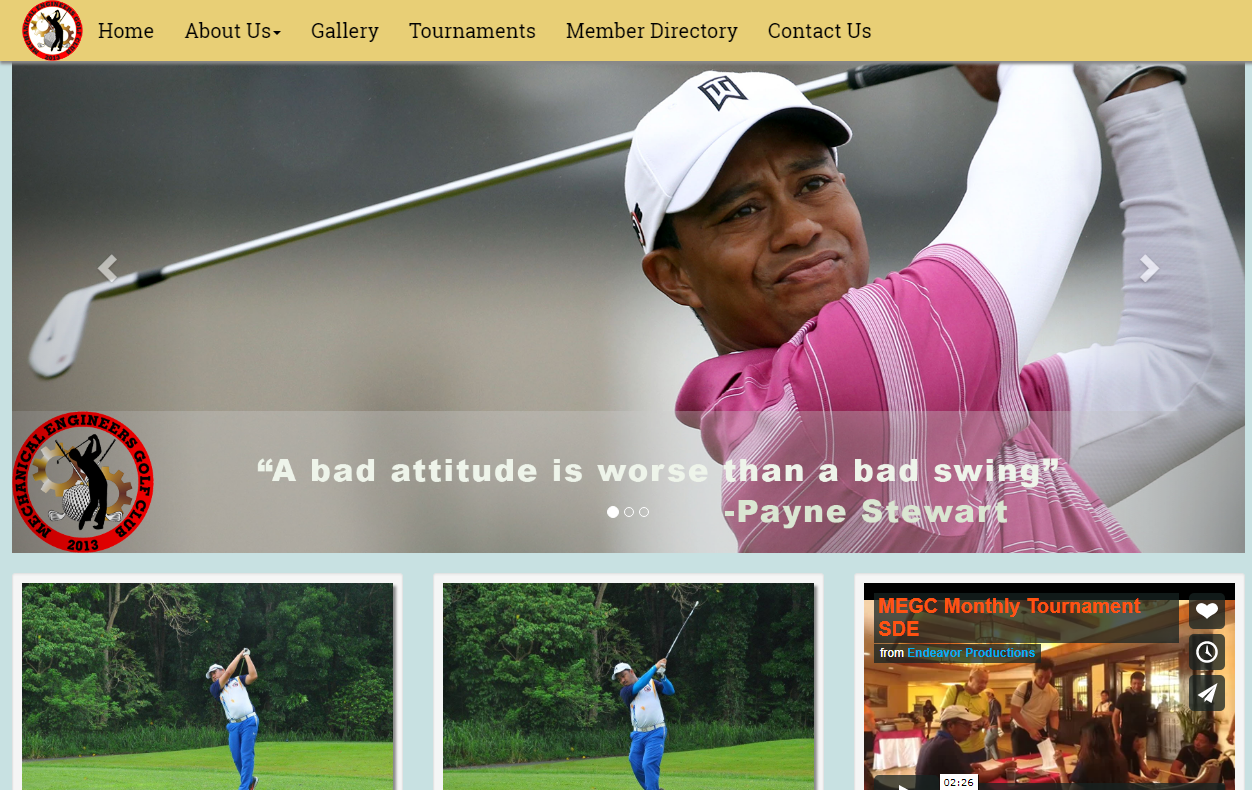 Home About Us Gallery Tournaments Member Directory Contact Us
MECHANICAL ENGINEERS GOLF CLUB
2013
“A bad attitude is worse than a bad swing”
-Payne Stewart
MEGC Monthly Tournament
SDE
from Endeavor Productions
02:26